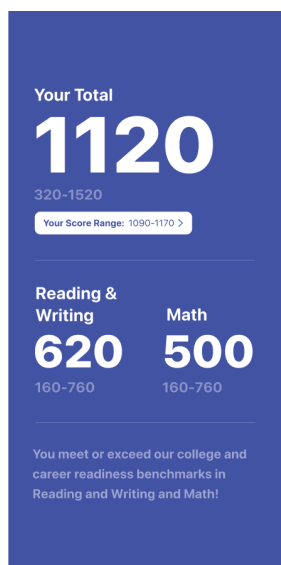 Your Total
1120
320-1520
Your Score Range: 1090-1170 >
Reading &
Writing
Math
620
500
160-760
160-760
You meet or exceed our college and
career readiness benchmarks in
Reading and Writing and Math!